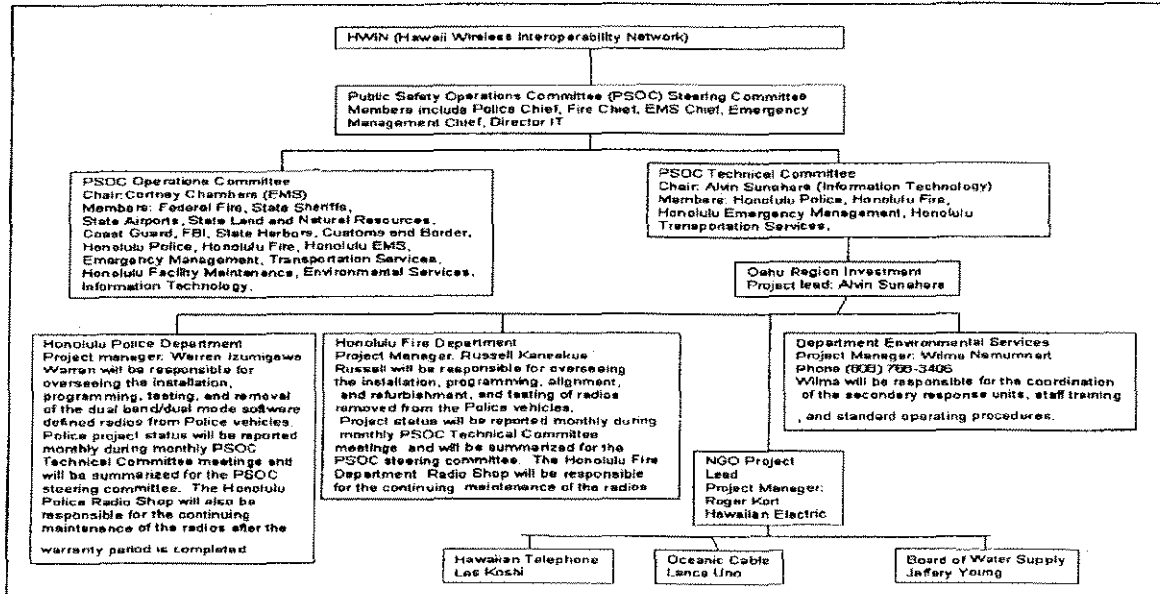 HWIN (Hawaii Wireless Interoperability Network)
Public Safety Operations Committee (PSOC) Steering Committee
Members include Police Chief, Fire Chief, EMS Chief, Emergency
Management Chief, Director IT
PSOC Operations Committee
Chair:Cortney Chambers (EMS)
Members: Federal Fire, State Sheriffs,
State Airports, State Land and Natural Resources,
Coast Guard, FBI, State Harbors, Customs and Border,
Honolulu Police, Honolulu Fire, Honolulu EMS,
Emergency Management, Transportation Services,
Honolulu Facility Maintenance, Environmental Services,
Information Technology.
PSOC Technical Committee
Chair: Alvin Sunahara (Information Technology)
Members: Honolulu Police, Honolulu Fire,
Honolulu Emergency Management, Honolulu
Transportation Services,
Oahu Region Investment
Project lead: Alvin Sunahara
Honolulu Police Department
Project manager: Warren Izumigawa
Warren will be responsible for
overseeing the installation,
programming, testing, and removal
of the dual band/dual mode software
defined radios from Police vehicles.
Police project status will be reported
monthly during monthly PSOC
Technical Committee meetings and
will be summarized for the PSOC
steering committee. The Honolulu
Police Radio Shop will also be
responsible for the continuing
maintenance of the radios after the
warranty period is completed
Honolulu Fire Department
Project Manager: Russell
Russell will be responsible for overseeing
the installation, programming, alignment,
and refurbishment, and testing of radios
removed from the Police vehicles.
Project status will be reported monthly during
monthly PSOC Technical Committee
meetings and will be summarized for the
PSOC steering committee. The Honolulu Fire
Department Radio Shop will be responsible
for the continuing maintenance of the radios
Department Environmental Services
Project Manager: Wilma
Phone (808) 768-3406
Wilma will be responsible for the coordination
of the secondary response units, staff training
, and standard operating procedures.
NGO Project
Lead
Project Manager:
Roger Kort
Hawaiian Electric
Hawaiian Telephone
Les Koshi
Oceanic Cable
Lance Uno
Board of Water Supply
Jeffery Young